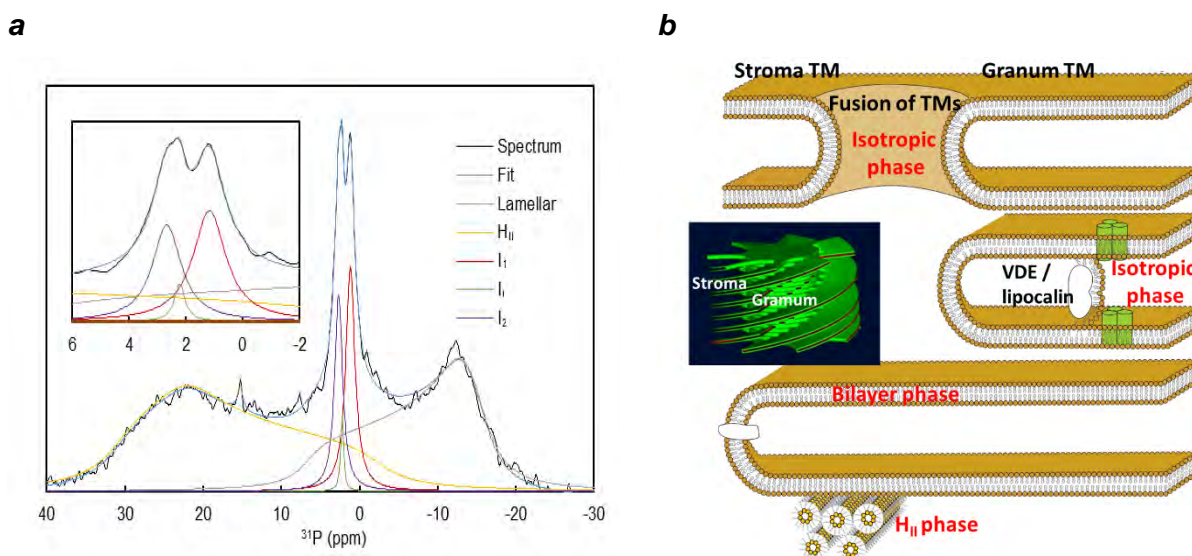 a
b
Spectrum
Fit
Lamellar
HII
I1
II
I2
6 4 2 0 -2
40 30 20 10 0 -10 -20 -30
31P (ppm)
Stroma TM
Granum TM
Fusion of TMs
Isotropic
phase
Stroma
Granum
VDE /
lipocalin
Isotropic
phase
Bilayer phase
HII phase